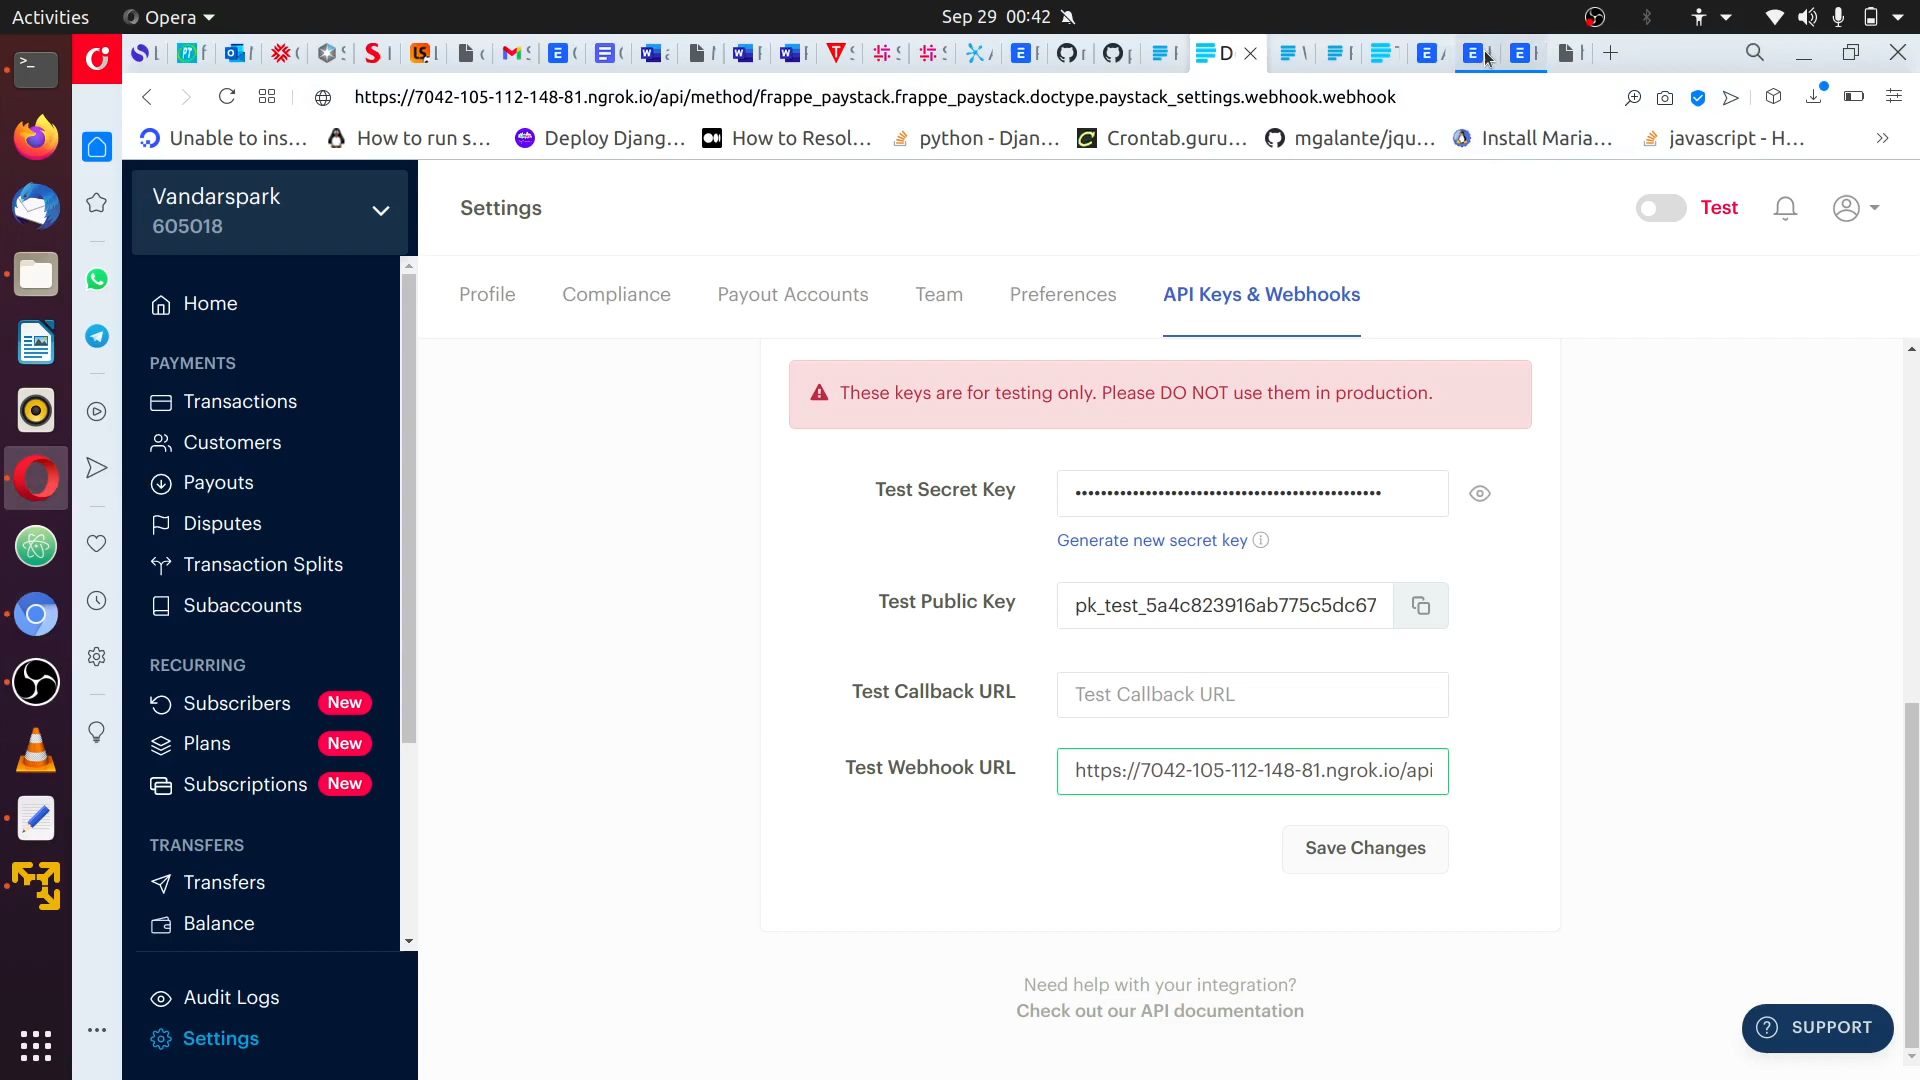 Activities
Opera
Sep 29 00:42
D
https://7042-105-112-148-81.ngrok.io/api/method/frappe_paystack.frappe_paystack.doctype.paystack_settings.webhook.webhook
Unable to ins...
How to run s...
Deploy Djang...
How to Resol...
python - Djan...
Crontab.guru...
mgalante/jqu...
Install Maria...
javascript - H...
Vandarspark
605018
Settings
Test
Profile
Compliance
Payout Accounts
Team
Preferences
API Keys & Webhooks
Home
PAYMENTS
Transactions
Customers
Payouts
Disputes
Transaction Splits
Subaccounts
RECURRING
Subscribers New
Plans New
Subscriptions New
TRANSFERS
Transfers
Balance
Audit Logs
Settings
These keys are for testing only. Please DO NOT use them in production.
Test Secret Key
Generate new secret key
Test Public Key
pk_test_5a4c823916ab775c5dc67
Test Callback URL
Test Callback URL
Test Webhook URL
https://7042-105-112-148-81.ngrok.io/api
Save Changes
Need help with your integration?
Check out our API documentation
SUPPORT